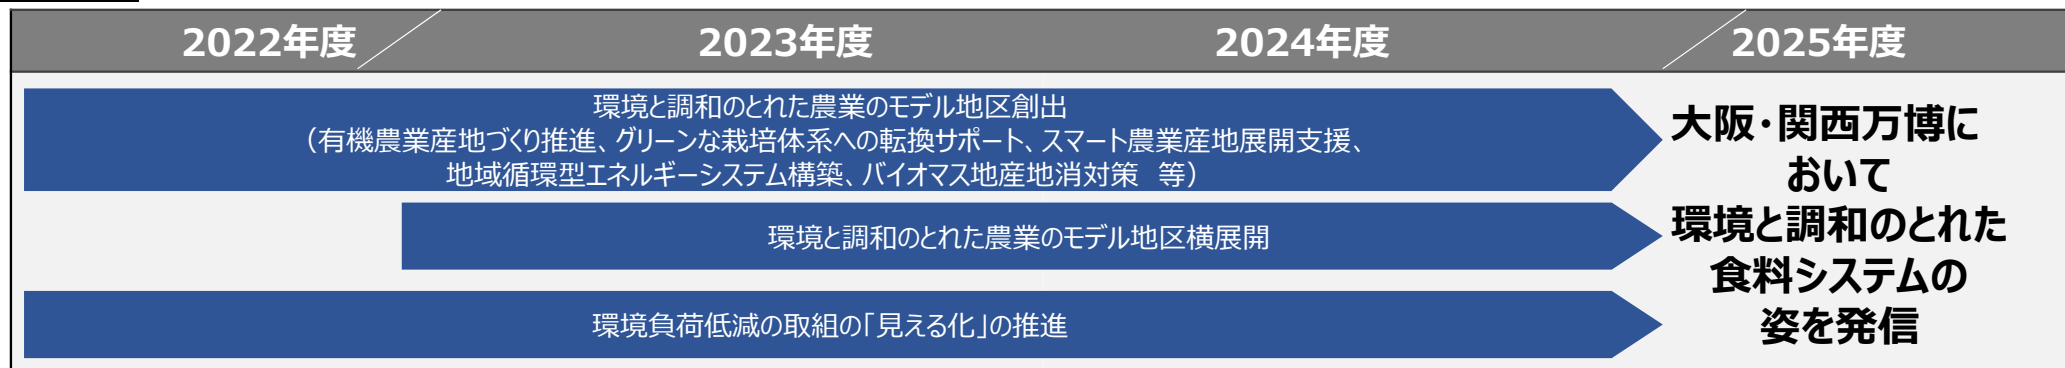 2022年度 2023年度 2024年度 2025年度
環境と調和のとれた農業のモデル地区創出
（有機農業産地づくり推進、グリーンな栽培体系への転換サポート、スマート農業産地展開支援、
地域循環型エネルギーシステム構築、バイオマス地産地消対策　等）
環境と調和のとれた農業のモデル地区横展開
環境負荷低減の取組の「見える化」の推進
大阪・関西万博に
おいて
環境と調和のとれた
食料システムの
姿を発信